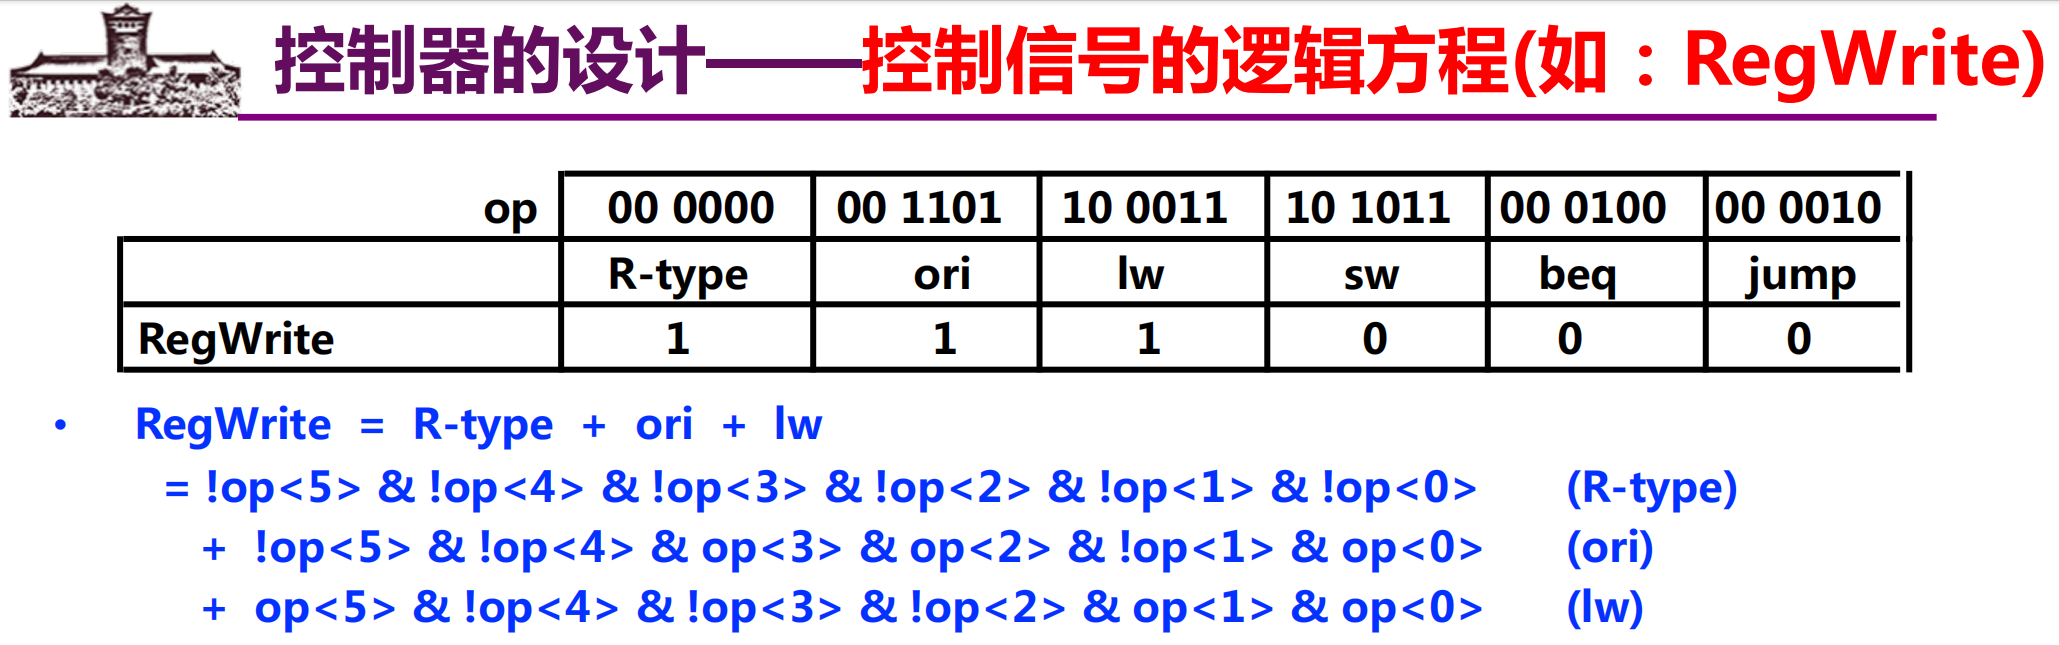 控制器的设计——控制信号的逻辑方程(如：RegWrite)
op 00 0000 00 1101 10 0011 10 1011 00 0100 00 0010
R-type ori lw sw beq jump
RegWrite 1 1 1 0 0 0
• RegWrite = R-type + ori + lw
= !op<5> & !op<4> & !op<3> & !op<2> & !op<1> & !op<0> (R-type)
+ !op<5> & !op<4> & op<3> & op<2> & !op<1> & op<0> (ori)
+ op<5> & !op<4> & !op<3> & !op<2> & op<1> & op<0> (lw)